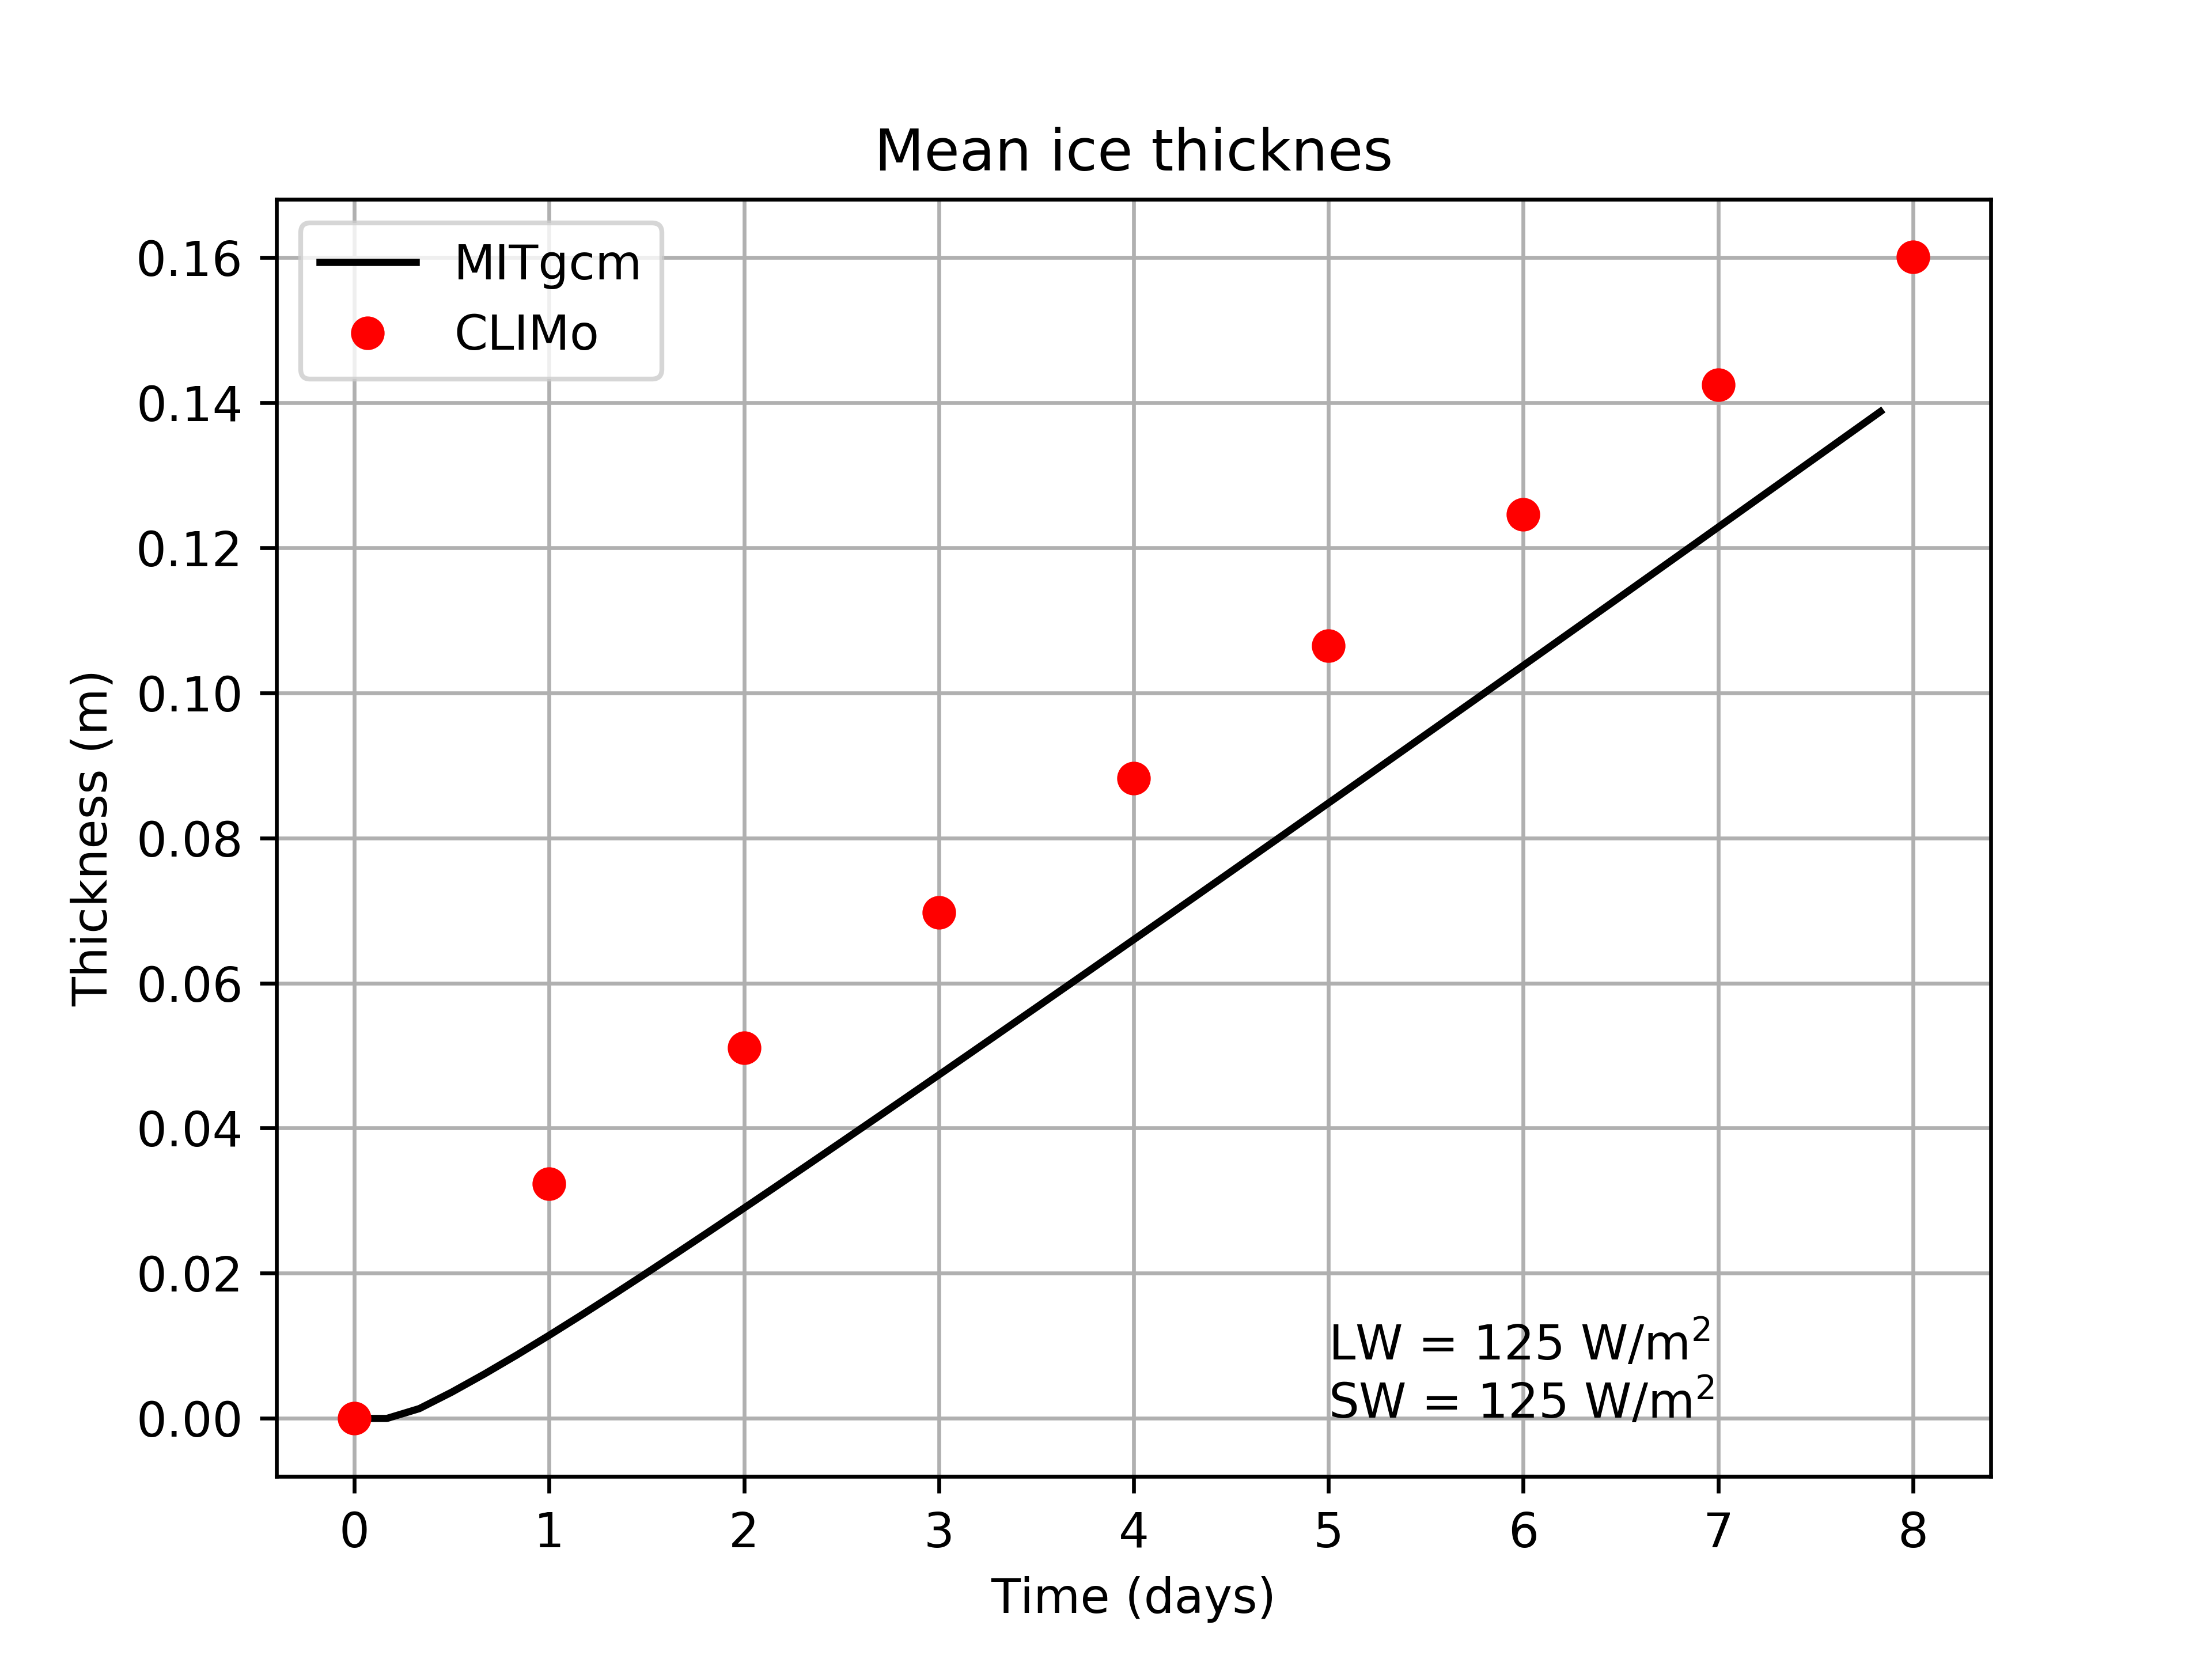 Mean ice thicknes
MITgcm
CLIMo
0.16
0.14
0.12
0.10
0.08
0.06
0.04
0.02
0.00
Thickness (m)
LW = 125 W/m²
SW = 125 W/m²
0 1 2 3 4 5 6 7 8
Time (days)